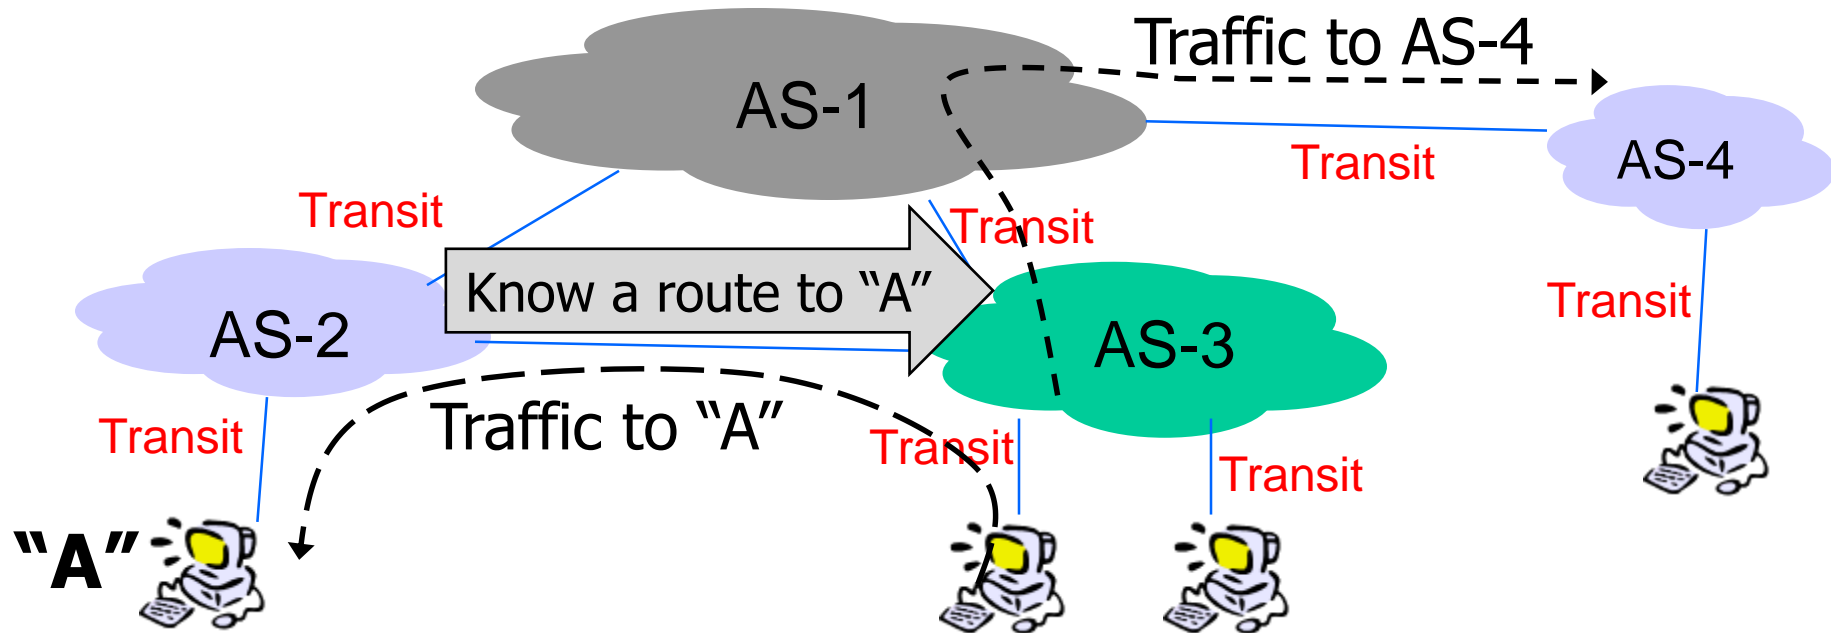 Traffic to AS-4
AS-1
Transit
AS-4
Transit
Transit
Know a route to “A”
Transit
AS-2
AS-3
Traffic to “A”
Transit
Transit
Transit
“A”